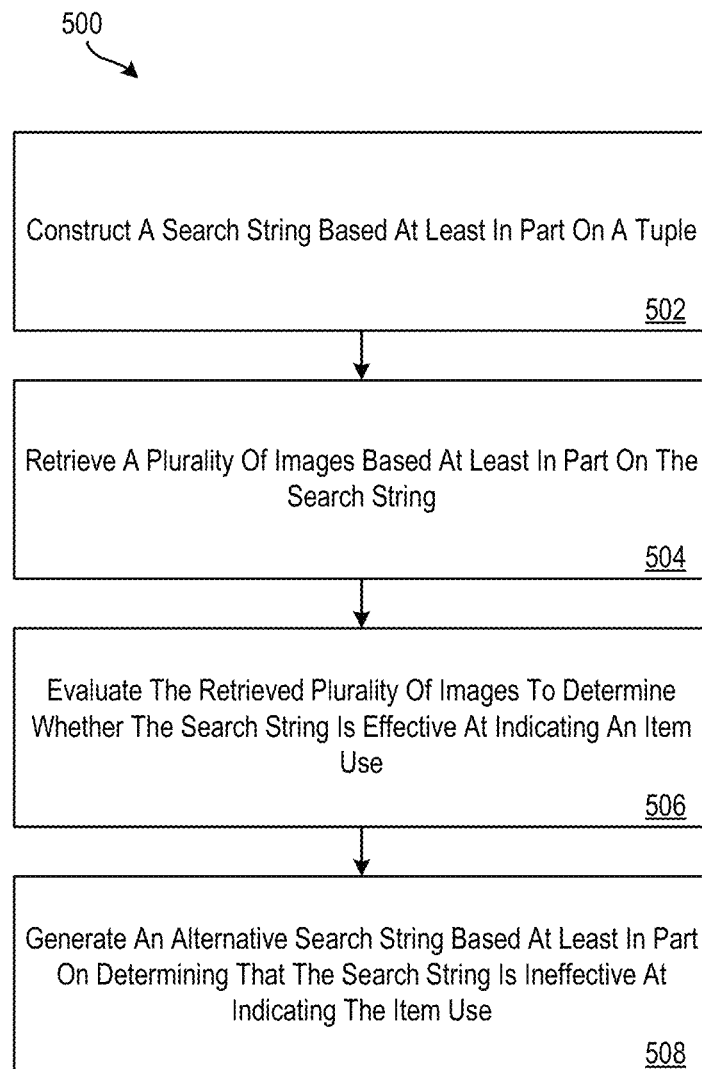 500
Construct A Search String Based At Least In Part On A Tuple
502
Retrieve A Plurality Of Images Based At Least In Part On The
Search String
504
Evaluate The Retrieved Plurality Of Images To Determine
Whether The Search String Is Effective At Indicating An Item
Use
506
Generate An Alternative Search String Based At Least In Part
On Determining That The Search String Is Ineffective At
Indicating The Item Use
508